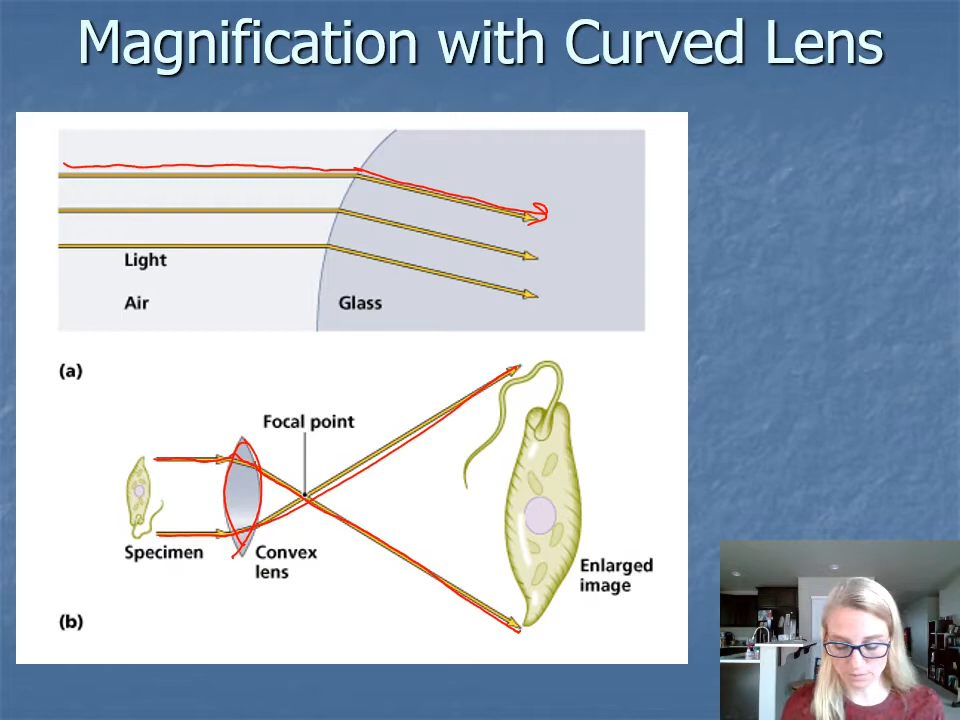 Magnification with Curved Lens
Light
Air
Glass
(a)
Focal point
Specimen
Convex
lens
Enlarged
image
(b)